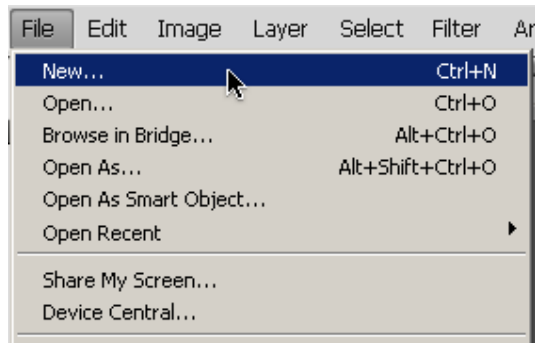 File Edit Image Layer Select Filter
New... Ctrl+N
Open... Ctrl+O
Browse in Bridge... Alt+Ctrl+O
Open As... Alt+Shift+Ctrl+O
Open As Smart Object...
Open Recent
Share My Screen...
Device Central...